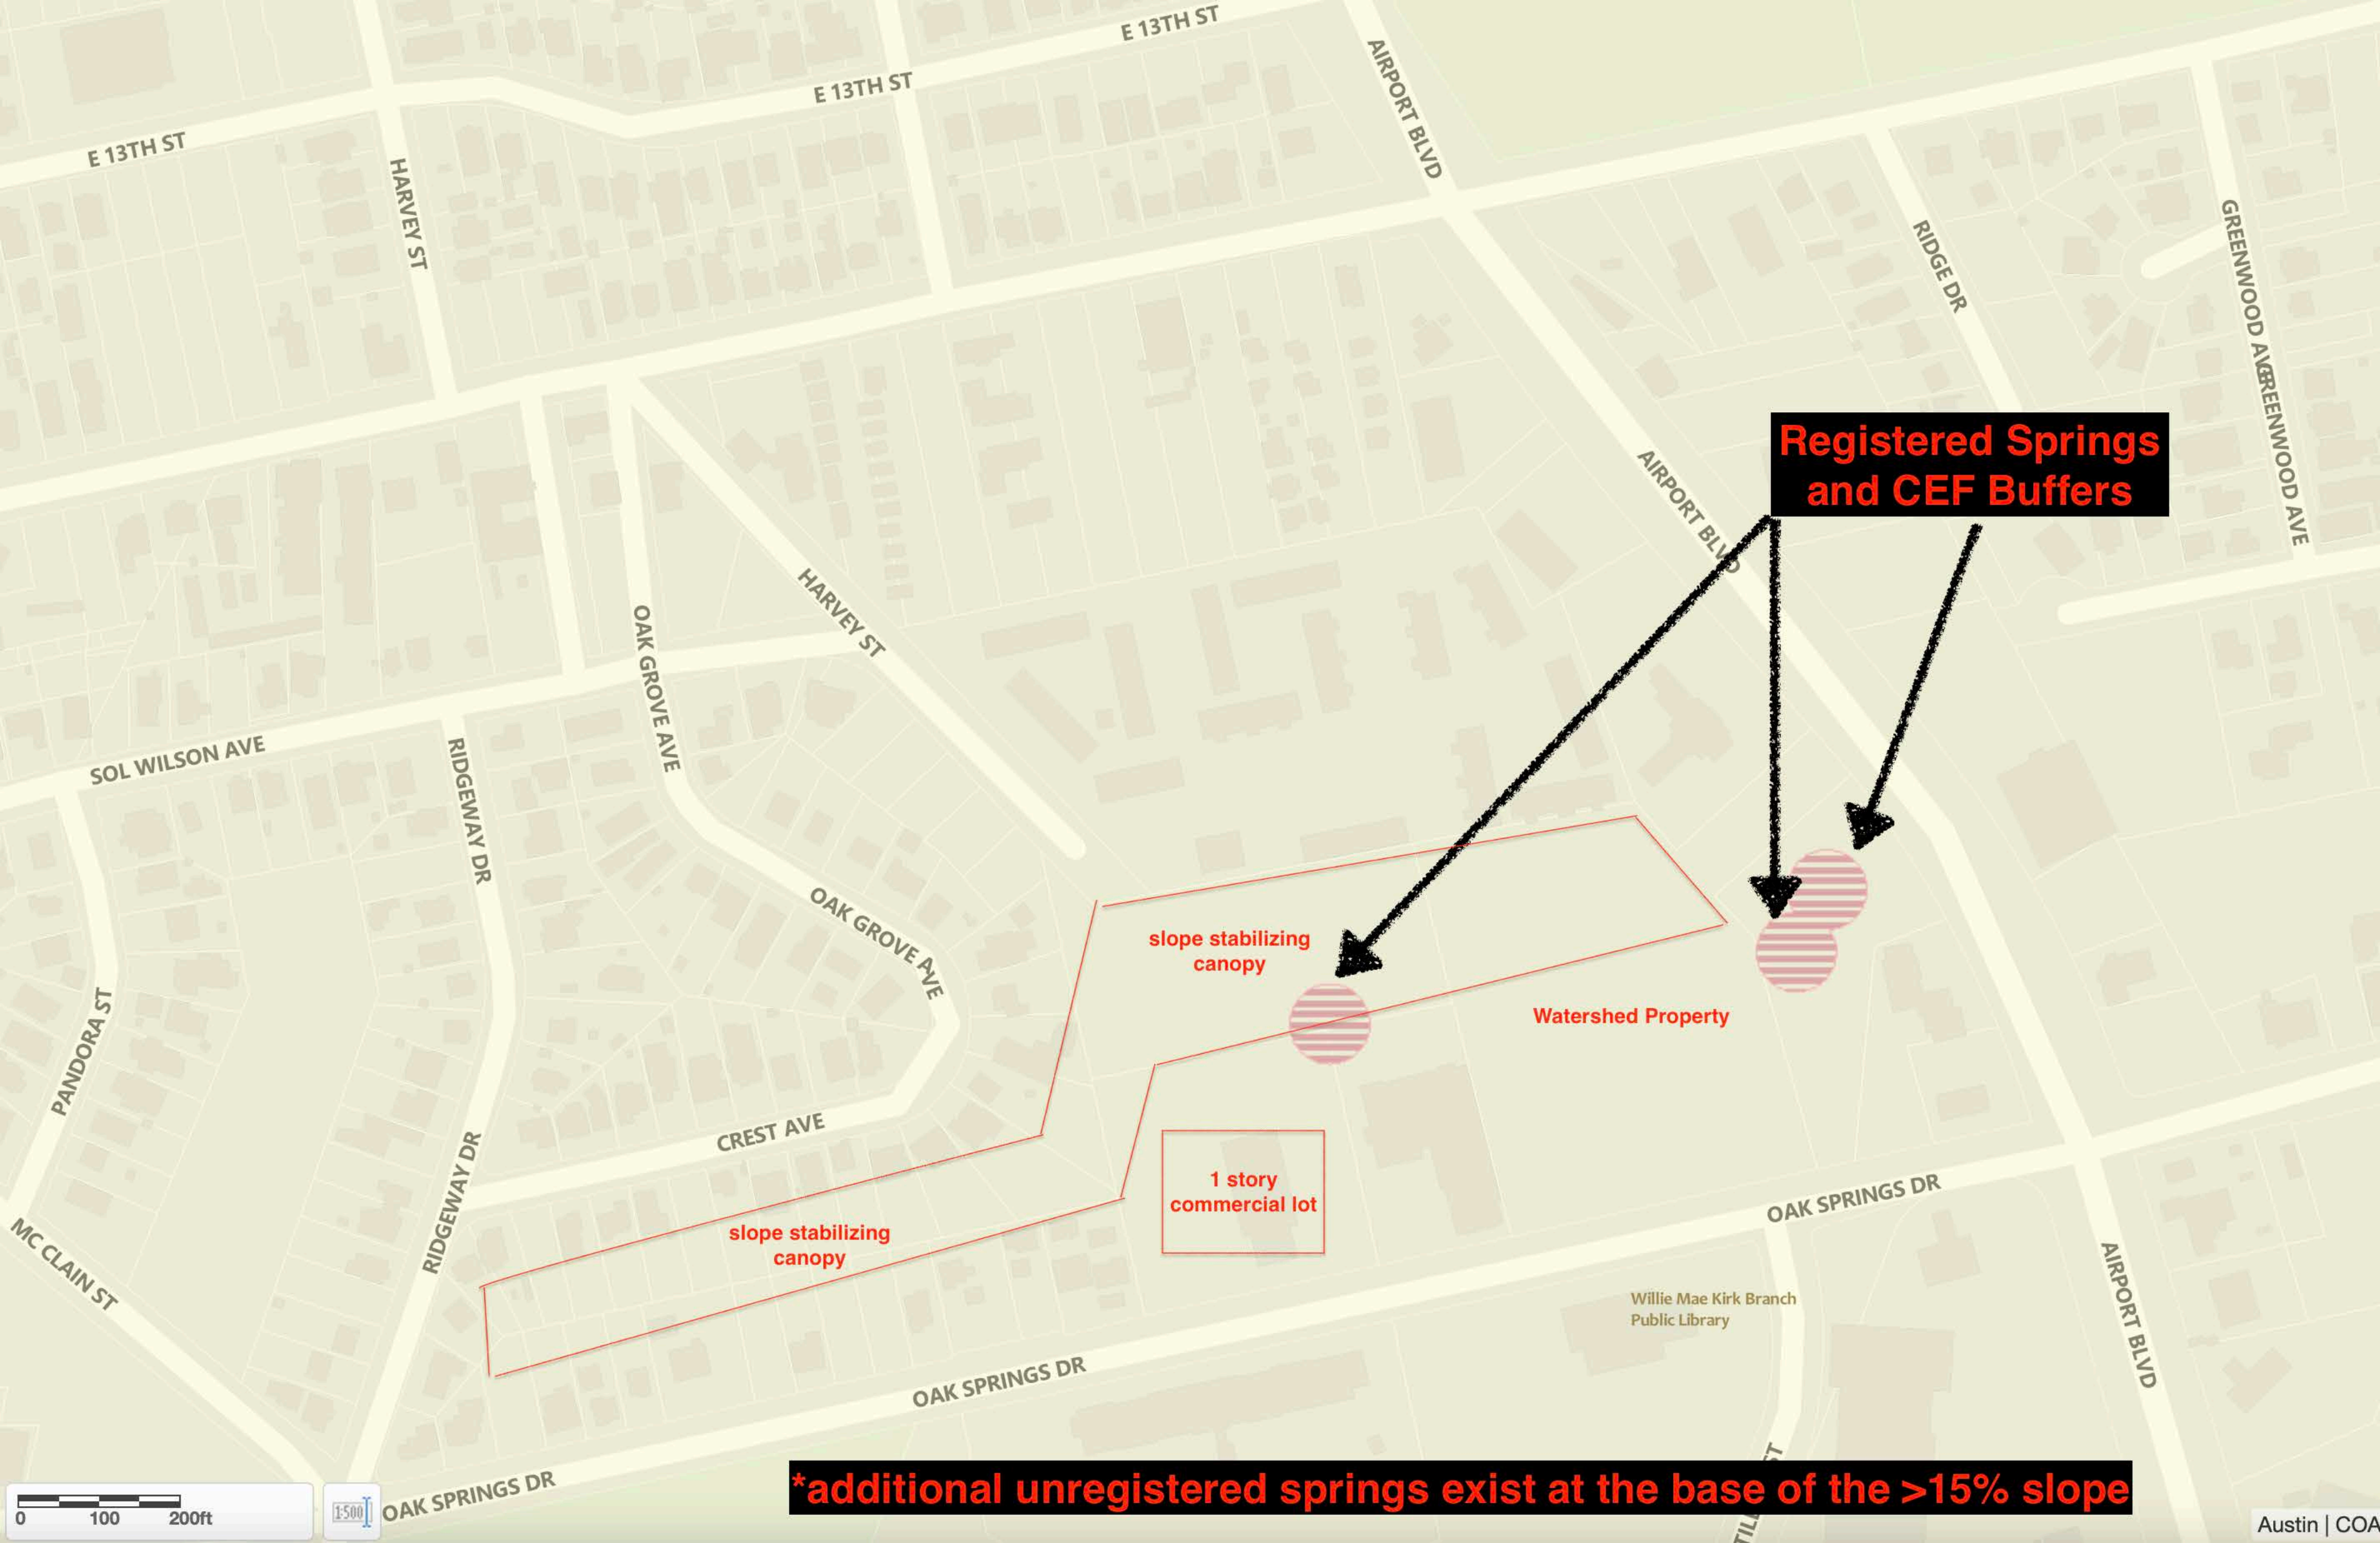 E 13TH ST
E 13TH ST
E 13TH ST
AIRPORT BLVD
HARVEY ST
RIDGE DR
GREENWOOD AVE
GREENWOOD AVE
Registered Springs
and CEF Buffers
AIRPORT BLVD
HARVEY ST
OAK GROVE AVE
SOL WILSON AVE
RIDGEWAY DR
OAK GROVE AVE
slope stabilizing
canopy
Watershed Property
PANDORA ST
CREST AVE
RIDGEWAY DR
1 story
commercial lot
OAK SPRINGS DR
MC CLAIN ST
slope stabilizing
canopy
Willie Mae Kirk Branch
Public Library
AIRPORT BLVD
OAK SPRINGS DR
*additional unregistered springs exist at the base of the >15% slope
OAK SPRINGS DR
0 100 200ft
1:500
Austin | COA